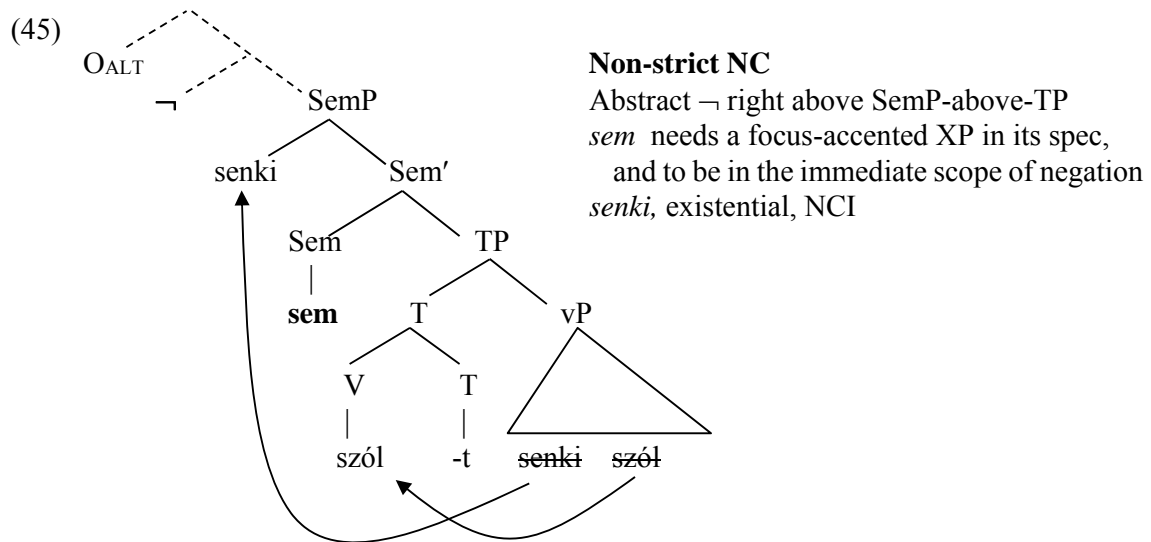 (45)
OALT
¬
SemP
senki
Sem′
Sem
TP
sem
T
vP
V
T
szól
-t
senki
szól
Non-strict NC
Abstract ¬ right above SemP-above-TP
sem needs a focus-accented XP in its spec,
and to be in the immediate scope of negation
senki, existential, NCI